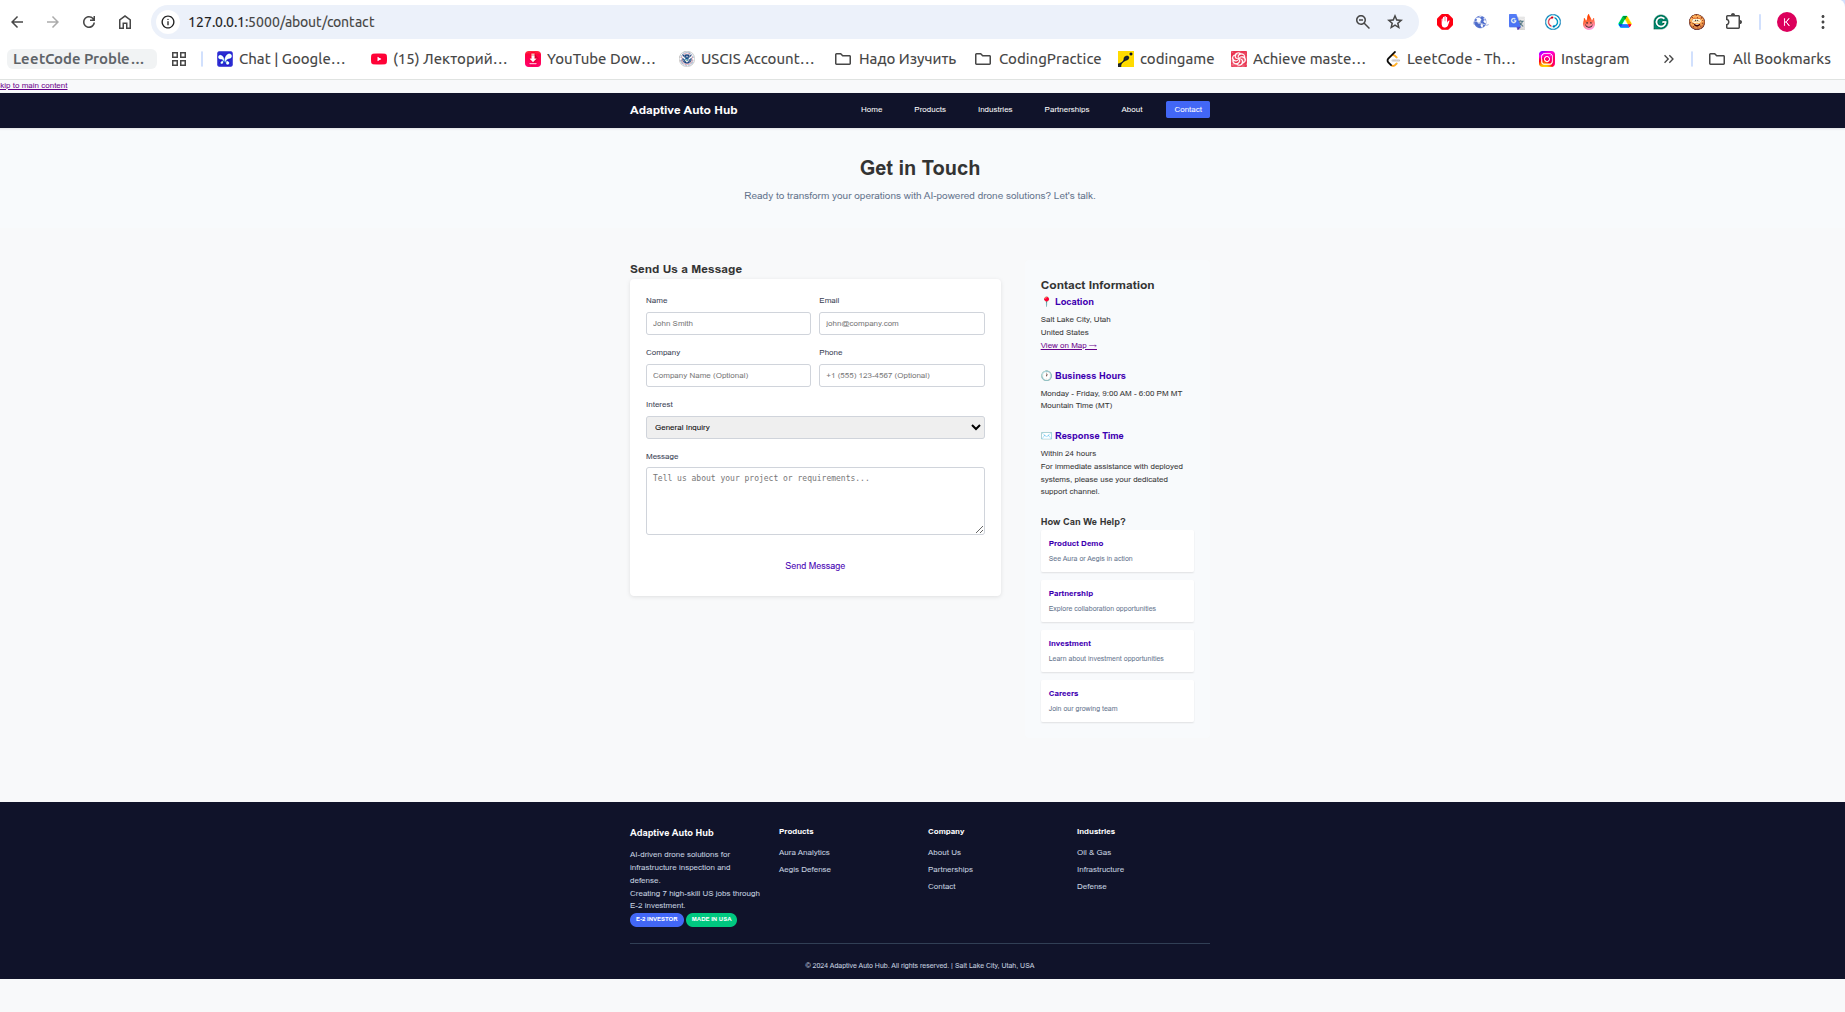 127.0.0.1:5000/about/contact
LeetCode Proble...
Chat | Google...
(15) Лекторий...
YouTube Dow...
USCIS Account...
Надо Изучить
CodingPractice
codingame
Achieve maste...
LeetCode - Th...
Instagram
All Bookmarks
K
kip to main content
Adaptive Auto Hub
Home
Products
Industries
Partnerships
About
Contact
Get in Touch
Ready to transform your operations with AI-powered drone solutions? Let's talk.
Send Us a Message
Name
Email
John Smith
john@company.com
Company
Phone
Company Name (Optional)
+1 (555) 123-4567 (Optional)
Interest
General Inquiry
Message
Tell us about your project or requirements...
Send Message
Contact Information
📍 Location
Salt Lake City, Utah
United States
View on Map →
🕐 Business Hours
Monday - Friday, 9:00 AM - 6:00 PM MT
Mountain Time (MT)
✉️ Response Time
Within 24 hours
For immediate assistance with deployed
systems, please use your dedicated
support channel.
How Can We Help?
Product Demo
See Aura or Aegis in action
Partnership
Explore collaboration opportunities
Investment
Learn about investment opportunities
Careers
Join our growing team
Adaptive Auto Hub
AI-driven drone solutions for
infrastructure inspection and
defense.
Creating 7 high-skill US jobs through
E-2 investment.
E-2 INVESTOR
MADE IN USA
Products
Aura Analytics
Aegis Defense
Company
About Us
Partnerships
Contact
Industries
Oil & Gas
Infrastructure
Defense
© 2024 Adaptive Auto Hub. All rights reserved. | Salt Lake City, Utah, USA